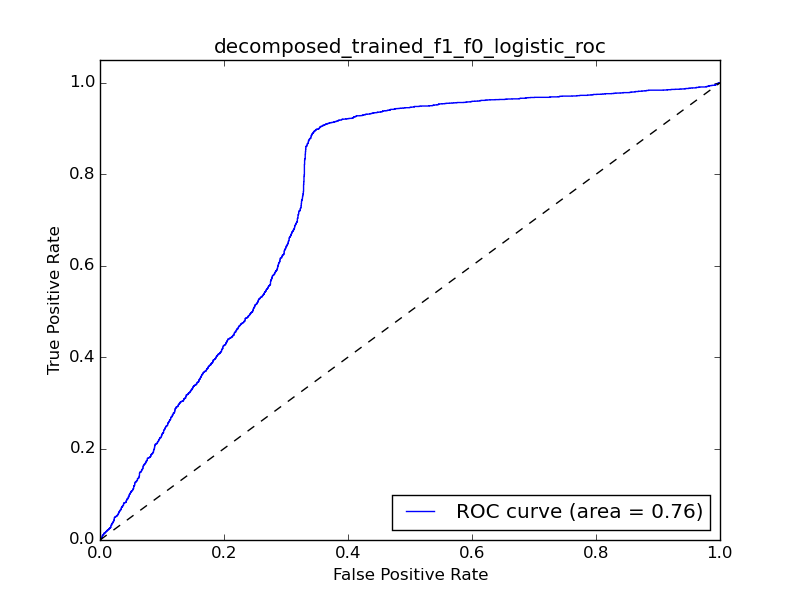 decomposed_trained_f1_f0_logistic_roc
True Positive Rate
1.0
0.8
0.6
0.4
0.2
0.0
0.0 0.2 0.4 0.6 0.8 1.0
False Positive Rate
ROC curve (area = 0.76)